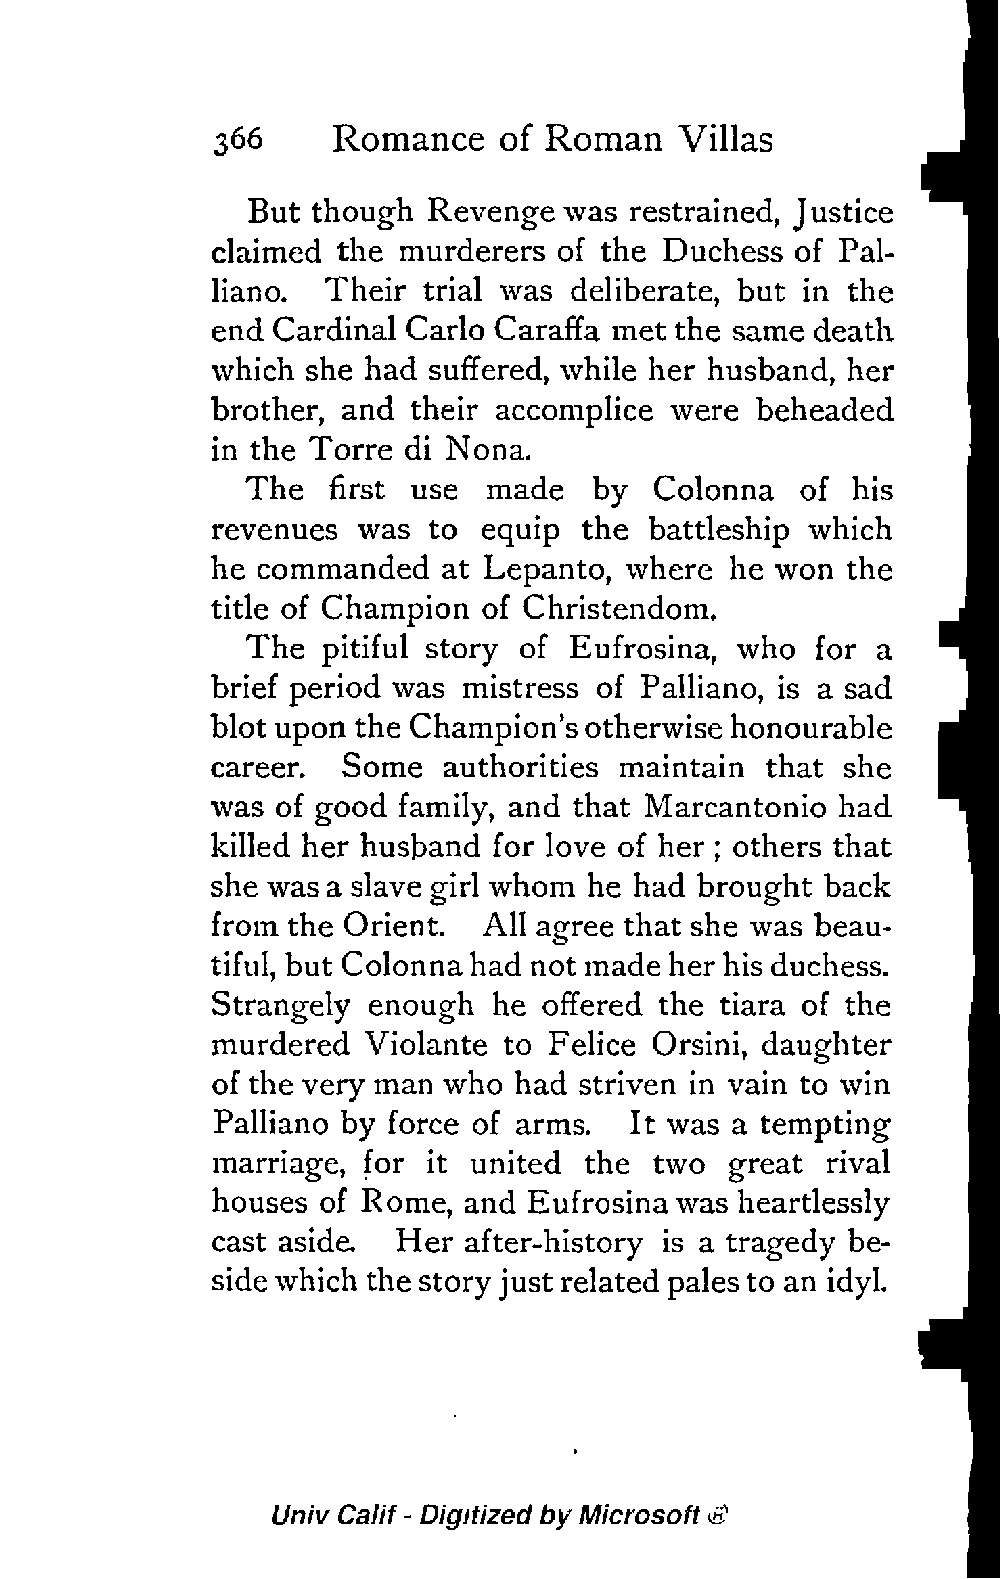 366 Romance of Roman Villas
But though Revenge was restrained, Justice
claimed the murderers of the Duchess of Pal-
liano. Their trial was deliberate, but in the
end Cardinal Carlo Caraffa met the same death
which she had suffered, while her husband, her
brother, and their accomplice were beheaded
in the Torre di Nona.
The first use made by Colonna of his
revenues was to equip the battleship which
he commanded at Lepanto, where he won the
title of Champion of Christendom.
The pitiful story of Eufrosina, who for a
brief period was mistress of Palliano, is a sad
blot upon the Champion's otherwise honourable
career. Some authorities maintain that she
was of good family, and that Marcantonio had
killed her husband for love of her ; others that
she was a slave girl whom he had brought back
from the Orient. All agree that she was beau-
tiful, but Colonna had not made her his duchess.
Strangely enough he offered the tiara of the
murdered Violante to Felice Orsini, daughter
of the very man who had striven in vain to win
Palliano by force of arms. It was a tempting
marriage, for it united the two great rival
houses of Rome, and Eufrosina was heartlessly
cast aside. Her after-history is a tragedy be-
side which the story just related pales to an idyl.
Univ Calif - Digitized by Microsoft ®